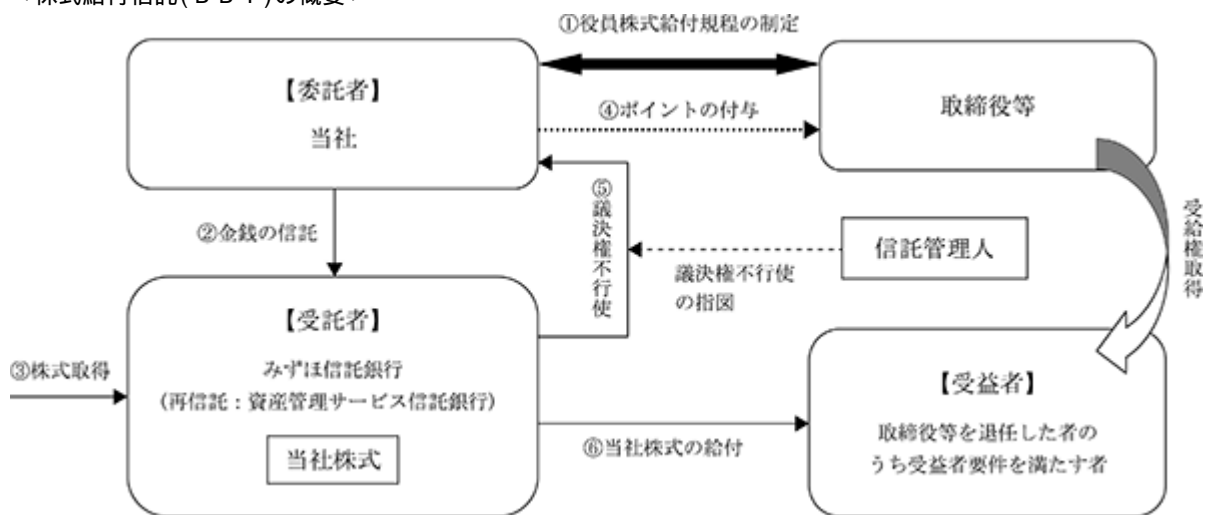 ＜株式給付信託(ＢＢＴ)の概要＞
①役員株式給付規程の制定
【委託者】
当社
取締役等
④ポイントの付与
②金銭の信託
⑤議決権不行使
議決権不行使
の指図
信託管理人
受給権取得
③株式取得
【受託者】
みずほ信託銀行
(再信託：資産管理サービス信託銀行)
当社株式
⑥当社株式の給付
【受益者】
取締役等を退任した者の
うち受益者要件を満たす者